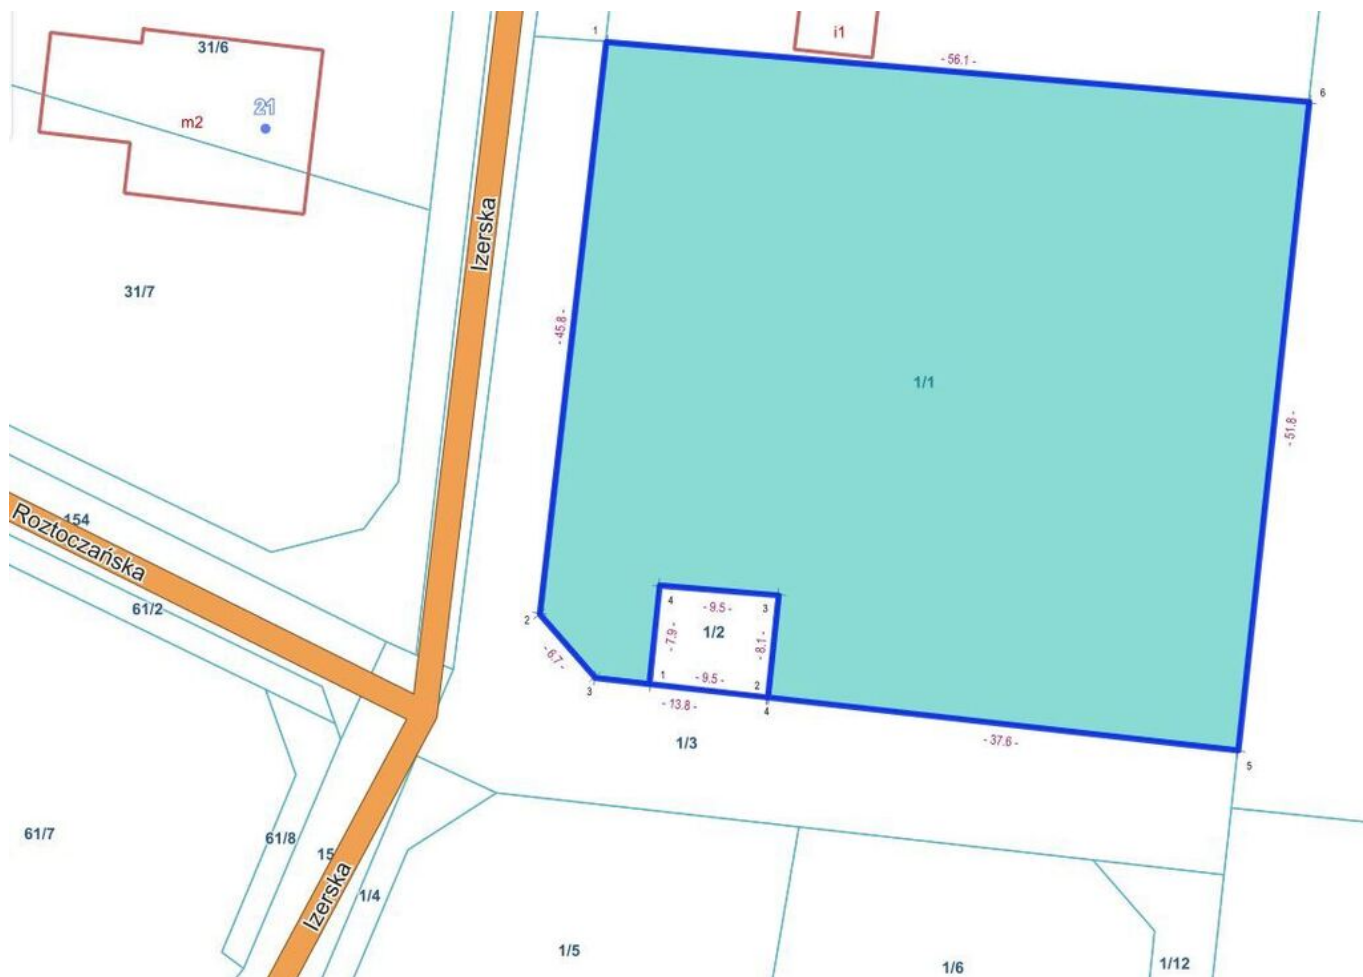 1
i1
- 56.1 -
6
31/6
21
m2
Izerska
31/7
- 45.8 -
1/1
- 51.8 -
154
Roztoczańska
61/2
2
- 6.7 -
3
4
- 9.5 -
3
1/2
- 7.9 -
- 8.1 -
1
- 9.5 -
2
- 13.8 -
4
1/3
- 37.6 -
5
61/7
61/8
15
1/4
Izerska
1/5
1/6
1/12